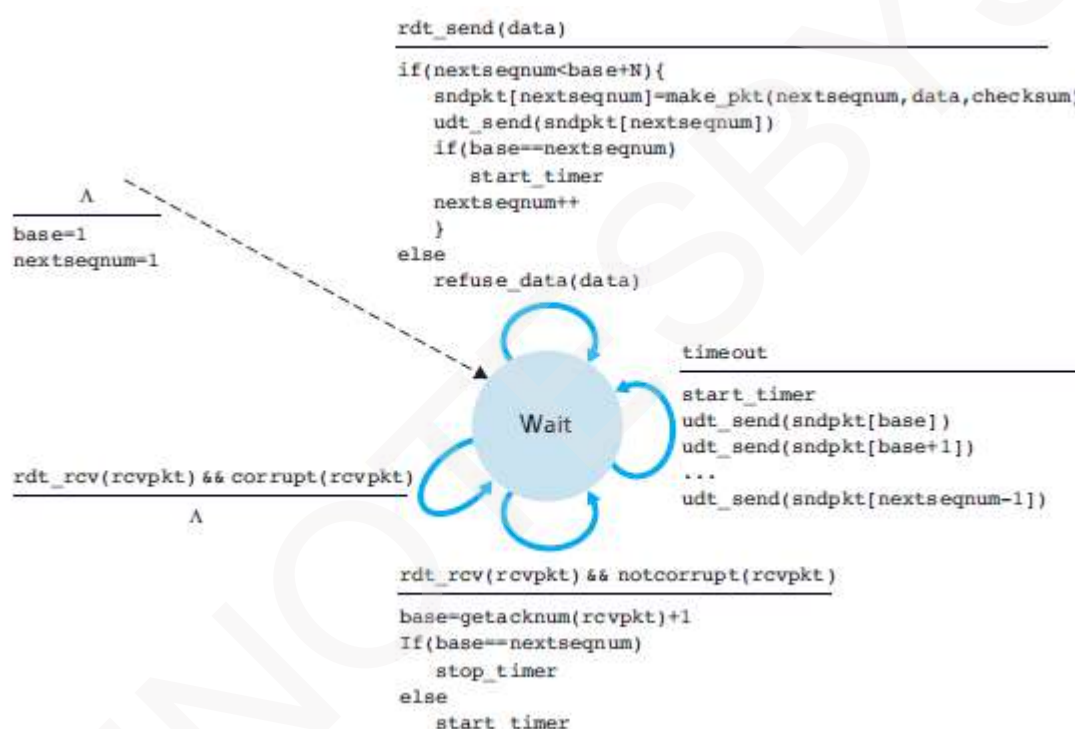 rdt_send(data)
if(nextseqnum<base+N){
sndpkt[nextseqnum]=make_pkt(nextseqnum,data,checksum)
udt_send(sndpkt[nextseqnum])
if(base==nextseqnum)
start_timer
nextseqnum++
}
else
refuse_data(data)
Λ
base=1
nextseqnum=1
timeout
start_timer
udt_send(sndpkt[base])
udt_send(sndpkt[base+1])
...
udt_send(sndpkt[nextseqnum-1])
Wait
rdt_rcv(rcvpkt) && corrupt(rcvpkt)
Λ
rdt_rcv(rcvpkt) && notcorrupt(rcvpkt)
base=getacknum(rcvpkt)+1
If(base==nextseqnum)
stop_timer
else
start_timer